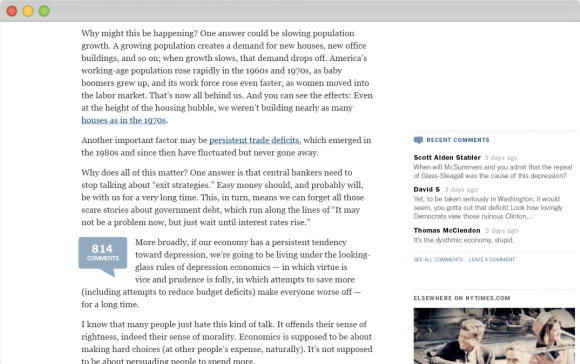 Why might this be happening? One answer could be slowing population
growth. A growing population creates a demand for new houses, new office
buildings, and so on; when growth slows, that demand drops off. America's
working-age population rose rapidly in the 1960s and 1970s, as baby
boomers grew up, and its work force rose even faster, as women moved into
the labor market. That's now all behind us. And you can see the effects: Even
at the height of the housing bubble, we weren't building nearly as many
houses as in the 1970s.
Another important factor may be persistent trade deficits, which emerged in
the 1980s and since then have fluctuated but never gone away.
Why does all of this matter? One answer is that central bankers need to
stop talking about "exit strategies." Easy money should, and probably will,
be with us for a very long time. This, in turn, means we can forget all those
scare stories about government debt, which run along the lines of "It may
not be a problem now, but just wait until interest rates rise."
814
COMMENTS
More broadly, if our economy has a persistent tendency
toward depression, we're going to be living under the looking-
glass rules of depression economics — in which virtue is
vice and prudence is folly, in which attempts to save more
(including attempts to reduce budget deficits) make everyone worse off —
for a long time.
I know that many people just hate this kind of talk. It offends their sense of
rightness, indeed their sense of morality. Economics is supposed to be about
making hard choices (at other people's expense, naturally). It's not supposed
to be about persuading people to spend more.
RECENT COMMENTS
Scott Alden Stabler 3 days ago
When will Mr.Summers and you admit that the repeal
of Glass-Steagall was the cause of this depression?
David S 3 days ago
Yet, to be taken seriously in Washington, it would
seem, you gotta cut that deficit! Look how lovingly
Democrats view those ruinous Clinton...
Thomas McClendon 3 days ago
It's the dysthmic economy, stupid.
SEE ALL COMMENTS LEAVE A COMMENT
ELSEWHERE ON NYTIMES.COM